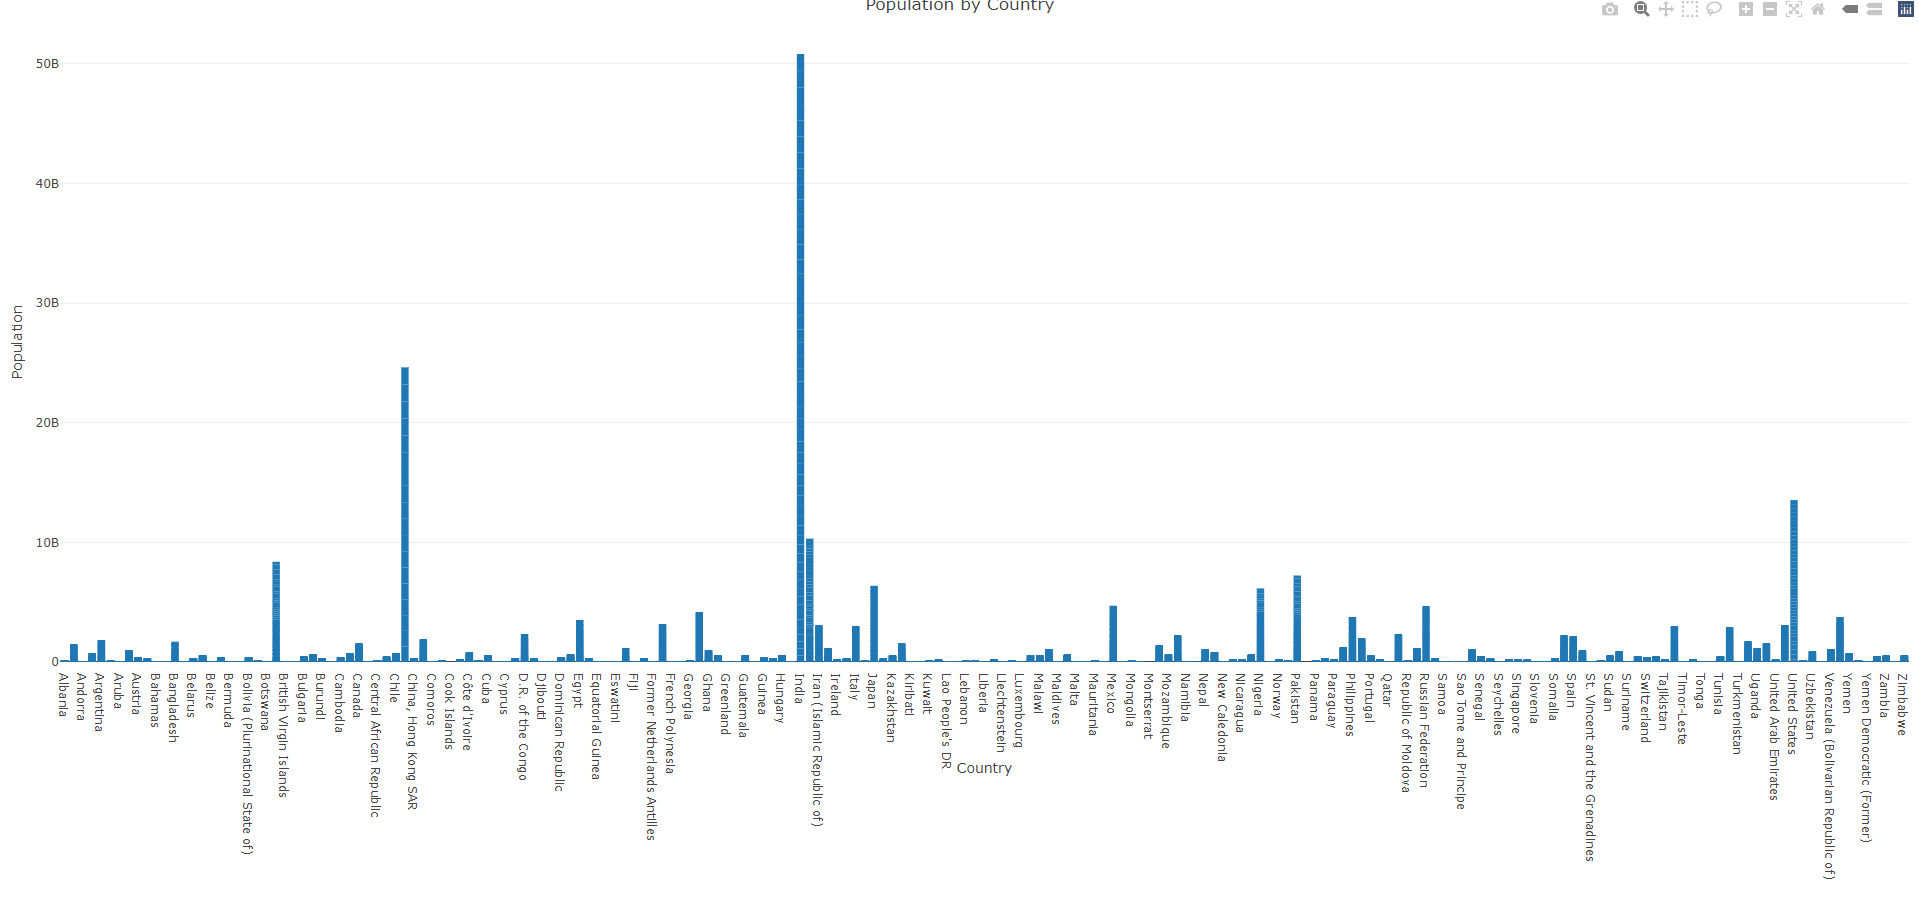 Population by Country
50B
40B
30B
20B
10B
0
Population
Albania
Andorra
Argentina
Aruba
Austria
Bahamas
Bangladesh
Belarus
Belize
Bermuda
Bolivia (Plurinational State of)
Botswana
British Virgin Islands
Bulgaria
Burundi
Cambodia
Canada
Central African Republic
Chile
China, Hong Kong SAR
Comoros
Cook Islands
Côte d'Ivoire
Cuba
Cyprus
D.R. of the Congo
Djibouti
Dominican Republic
Egypt
Equatorial Guinea
Eswatini
Fiji
Former Netherlands Antilles
French Polynesia
Georgia
Ghana
Greenland
Guatemala
Guinea
Hungary
India
Iran (Islamic Republic of)
Ireland
Italy
Japan
Kazakhstan
Kiribati
Kuwait
Lao People's DR
Lebanon
Liberia
Liechtenstein
Luxembourg
Malawi
Maldives
Malta
Mauritania
Mexico
Mongolia
Montserrat
Mozambique
Namibia
Nepal
New Caledonia
Nicaragua
Nigeria
Norway
Pakistan
Panama
Paraguay
Philippines
Portugal
Qatar
Republic of Moldova
Russian Federation
Samoa
Sao Tome and Principe
Senegal
Seychelles
Singapore
Slovenia
Somalia
Spain
St. Vincent and the Grenadines
Sudan
Suriname
Switzerland
Tajikistan
Timor-Leste
Tonga
Tunisia
Turkmenistan
Uganda
United Arab Emirates
United States
Uzbekistan
Venezuela (Bolivarian Republic of)
Yemen
Yemen Democratic (Former)
Zambia
Zimbabwe
Country